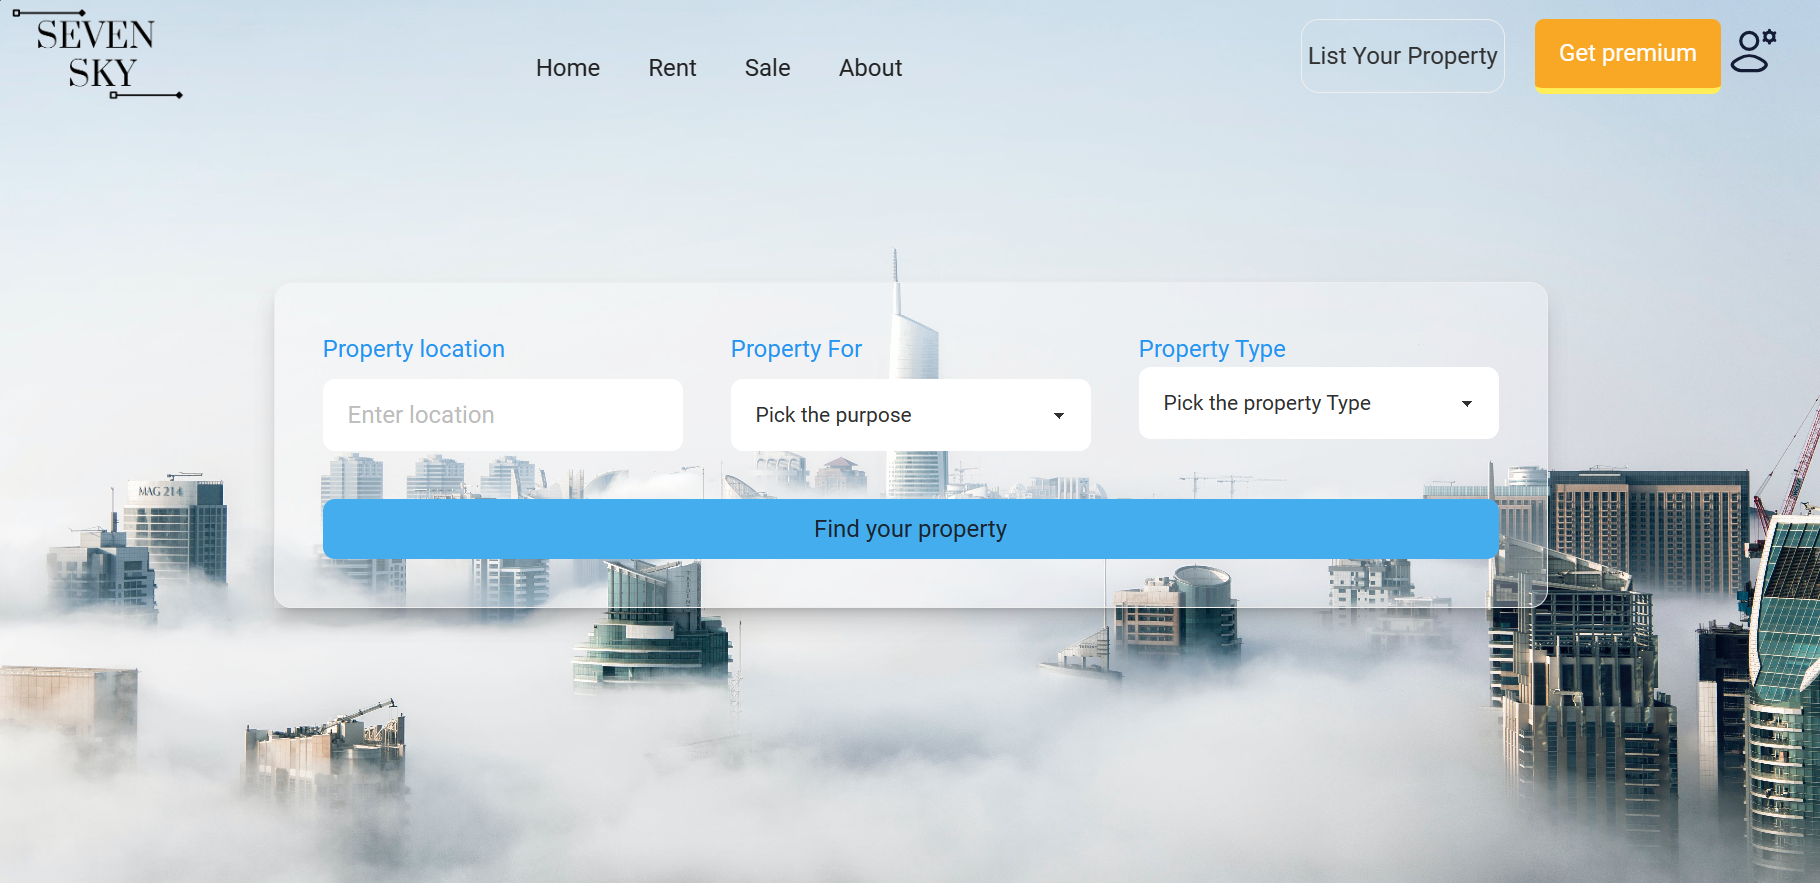 SEVEN
SKY
Home
Rent
Sale
About
List Your Property
Get premium
Property location
Property For
Property Type
Enter location
Pick the purpose
Pick the property Type
MAG 214
Find your property